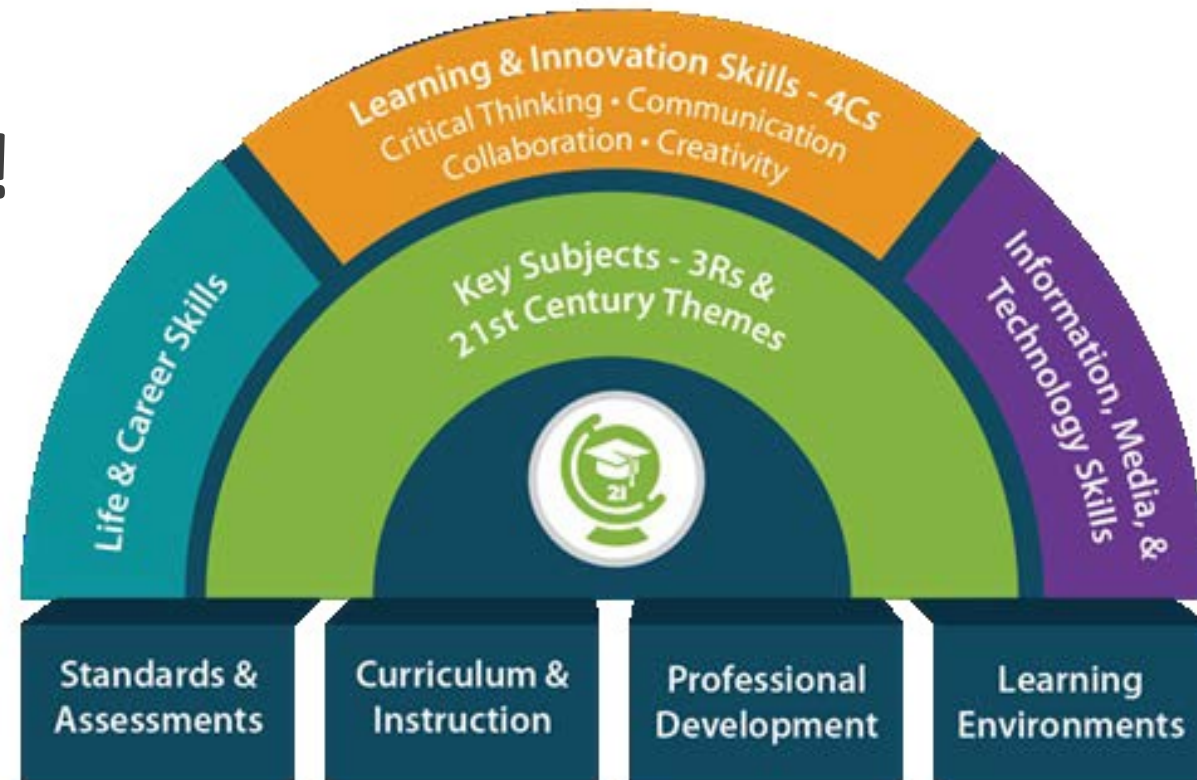 !
Learning & Innovation Skills - 4Cs
Critical Thinking • Communication
Collaboration • Creativity
Life & Career Skills
Key Subjects - 3Rs &
21st Century Themes
Information, Media, &
Technology Skills
21
Standards &
Assessments
Curriculum &
Instruction
Professional
Development
Learning
Environments